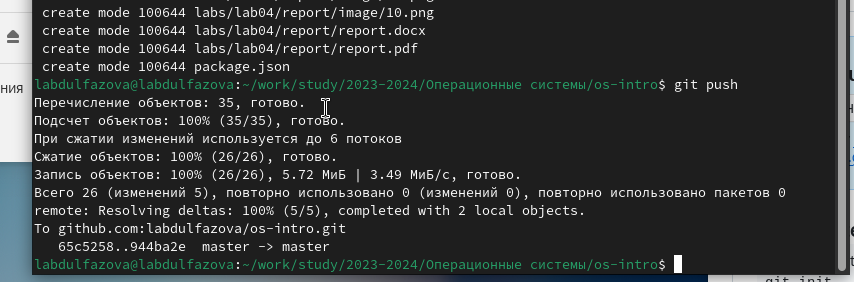 create mode 100644 labs/lab04/report/image/10.png
create mode 100644 labs/lab04/report/report.docx
create mode 100644 labs/lab04/report/report.pdf
create mode 100644 package.json
labdulfazova@labdulfazova:~/work/study/2023-2024/Операционные системы/os-intro$ git push
Перечисление объектов: 35, готово.
Подсчет объектов: 100% (35/35), готово.
При сжатии изменений используется до 6 потоков
Сжатие объектов: 100% (26/26), готово.
Запись объектов: 100% (26/26), 5.72 МиБ | 3.49 МиБ/с, готово.
Всего 26 (изменений 5), повторно использовано 0 (изменений 0), повторно использовано пакетов 0
remote: Resolving deltas: 100% (5/5), completed with 2 local objects.
To github.com:labdulfazova/os-intro.git
65c5258..944ba2e master -> master
labdulfazova@labdulfazova:~/work/study/2023-2024/Операционные системы/os-intro$
ния
git init